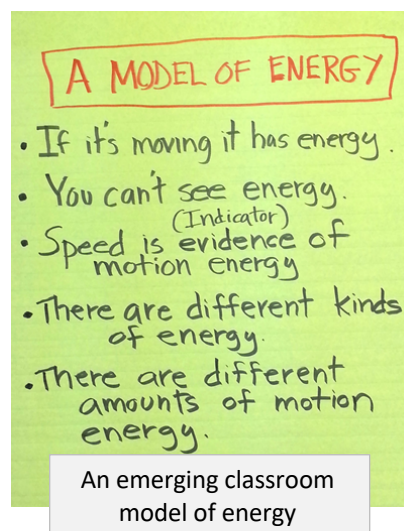 A MODEL OF ENERGY
• If it's moving it has energy.
• You can't see energy.
(Indicator)
• Speed is evidence of
motion energy
• There are different kinds
of energy.
• There are different
amounts of motion
energy.
An emerging classroom
model of energy